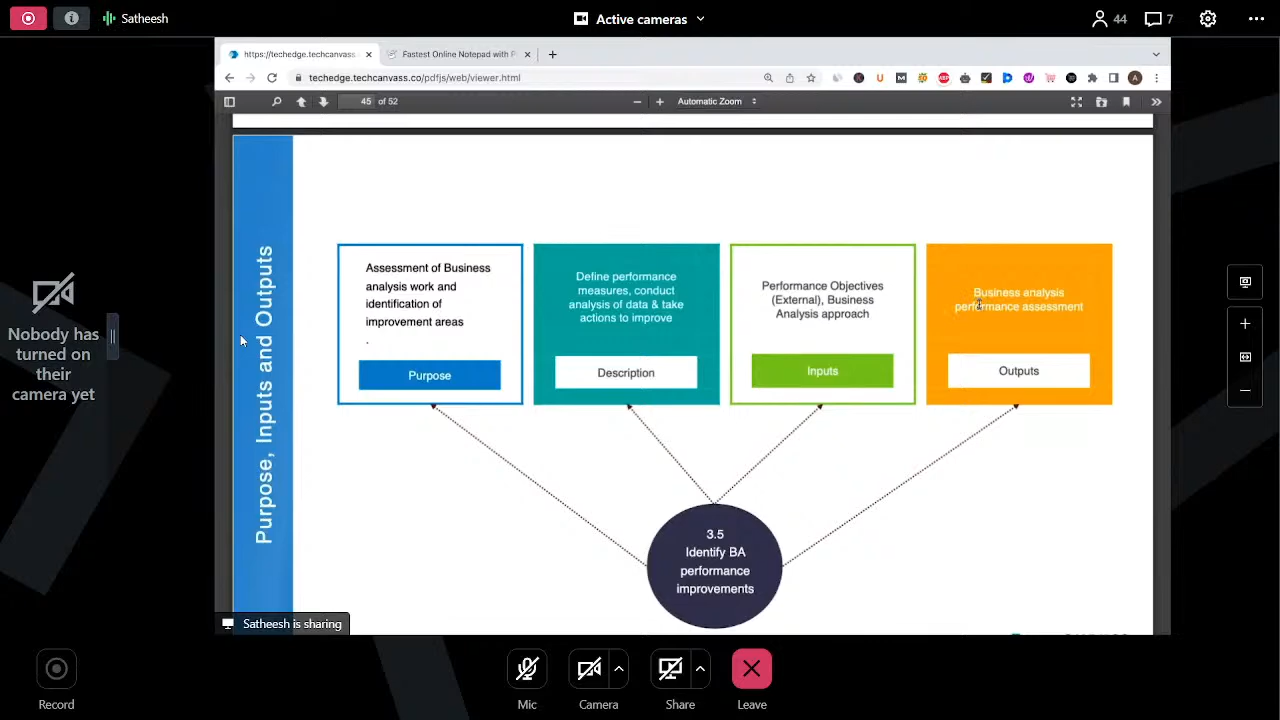 Satheesh
Active cameras
44
7
https://techedge.techcanvass.
Fastest Online Notepad with P
techedge.techcanvass.co/pdfjs/web/viewer.html
A
45 of 52
Automatic Zoom
Purpose, Inputs and Outputs
Assessment of Business
analysis work and
identification of
improvement areas
.
Purpose
Define performance
measures, conduct
analysis of data & take
actions to improve
Description
Performance Objectives
(External), Business
Analysis approach
Inputs
Business analysis
performance assessment
Outputs
3.5
Identify BA
performance
improvements
Nobody has
turned on
their
camera yet
Satheesh is sharing
Record
Mic
Camera
Share
Leave